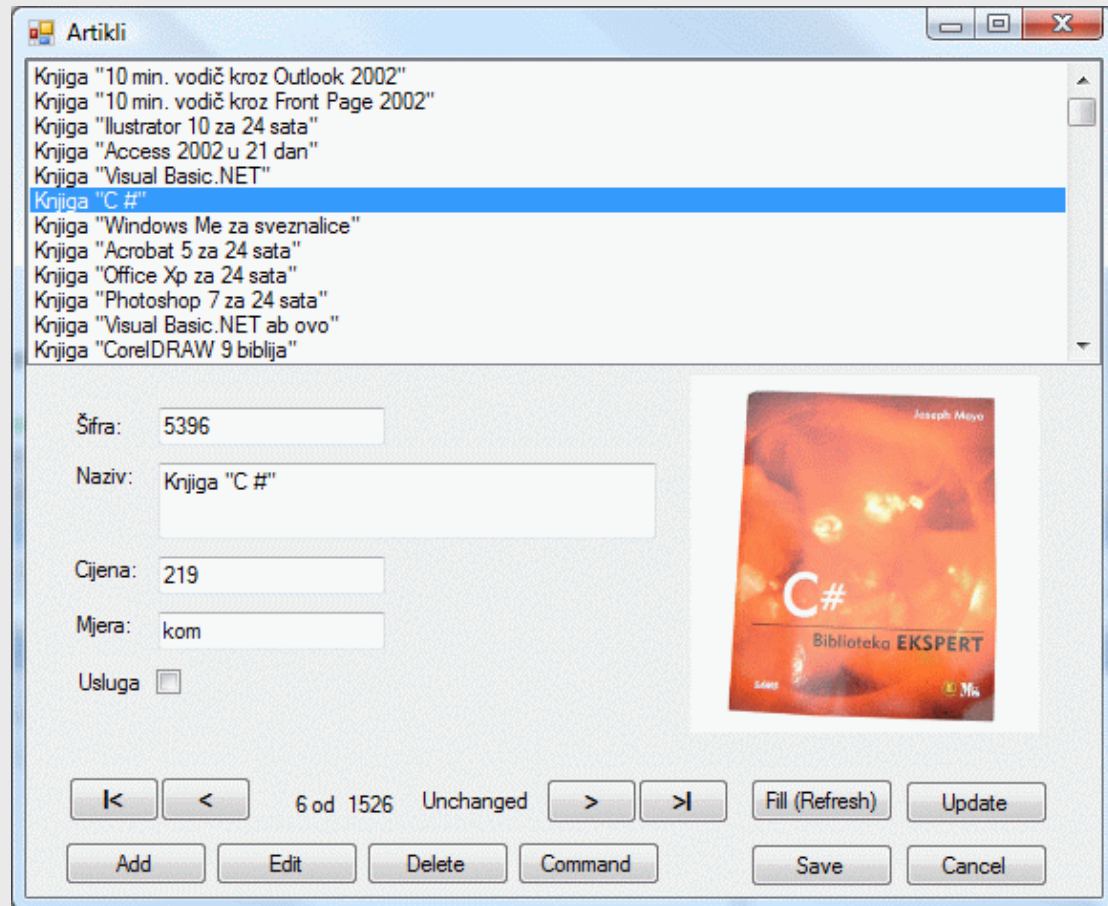 Artikli
Knjiga "10 min. vodič kroz Outlook 2002"
Knjiga "10 min. vodič kroz Front Page 2002"
Knjiga "Ilustrator 10 za 24 sata"
Knjiga "Access 2002 u 21 dan"
Knjiga "Visual Basic.NET"
Knjiga "C #"
Knjiga "Windows Me za sveznalice"
Knjiga "Acrobat 5 za 24 sata"
Knjiga "Office Xp za 24 sata"
Knjiga "Photoshop 7 za 24 sata"
Knjiga "Visual Basic.NET ab ovo"
Knjiga "CorelDRAW 9 biblija"
Šifra: 5396
Naziv: Knjiga "C #"
Cijena: 219
Mjera: kom
Usluga
Joseph Mayo
C#
Biblioteka EKSPERT
SAMS
|< < 6 od 1526 Unchanged > >| Fill (Refresh) Update
Add Edit Delete Command Save Cancel